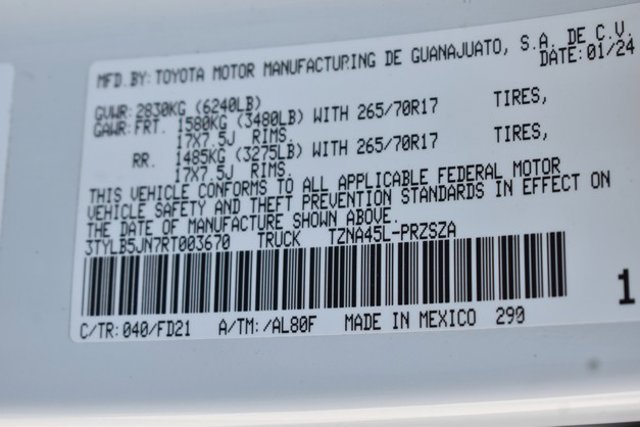 MFD. BY: TOYOTA MOTOR MANUFACTURING DE GUANAJUATO, S.A. DE C.V.
DATE: 01/24
GVWR: 2830KG (6240LB)
GAWR: FRT. 1580KG (3480LB) WITH 265/70R17 TIRES,
17X7.5J RIMS.
RR. 1485KG (3275LB) WITH 265/70R17 TIRES,
17X7.5J RIMS.
THIS VEHICLE CONFORMS TO ALL APPLICABLE FEDERAL MOTOR
VEHICLE SAFETY AND THEFT PREVENTION STANDARDS IN EFFECT ON
THE DATE OF MANUFACTURE SHOWN ABOVE.
3TYLB5JN7RT003670 TRUCK TZNA45L-PRZSZA
1
C/TR: 040/FD21 A/TM: /AL80F MADE IN MEXICO 290